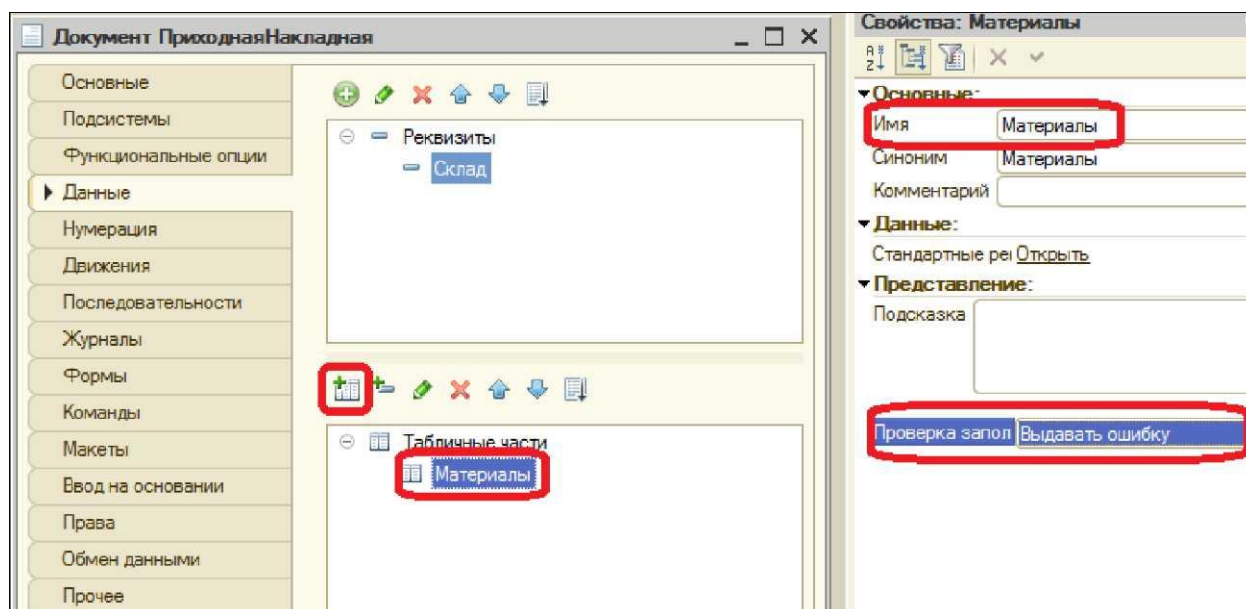 Документ ПриходнаяНакладная
Основные
Подсистемы
Функциональные опции
Данные
Нумерация
Движения
Последовательности
Журналы
Формы
Команды
Макеты
Ввод на основании
Права
Обмен данными
Прочее
Реквизиты
Склад
Табличные части
Материалы
Свойства: Материалы
Основные:
Имя Материалы
Синоним Материалы
Комментарий
Данные:
Стандартные рек Открыть
Представление:
Подсказка
Проверка запол Выдавать ошибку